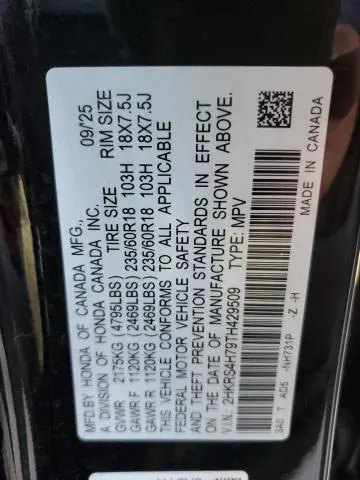 MFD.BY HONDA OF CANADA MFG.,
A DIVISION OF HONDA CANADA INC. 09/25
TIRE SIZE RIM SIZE
GVWR 2175KG (4795LBS)
GAWR F 1120KG (2469LBS) 235/60R18 103H 18X7.5J
GAWR R 1120KG (2469LBS) 235/60R18 103H 18X7.5J
THIS VEHICLE CONFORMS TO ALL APPLICABLE
FEDERAL MOTOR VEHICLE SAFETY
AND THEFT PREVENTION STANDARDS IN EFFECT
ON THE DATE OF MANUFACTURE SHOWN ABOVE.
VIN: 2HKRS4H79TH429509 TYPE: MPV
3A0 T AD5 -NH731P -Z -H
MADE IN CANADA